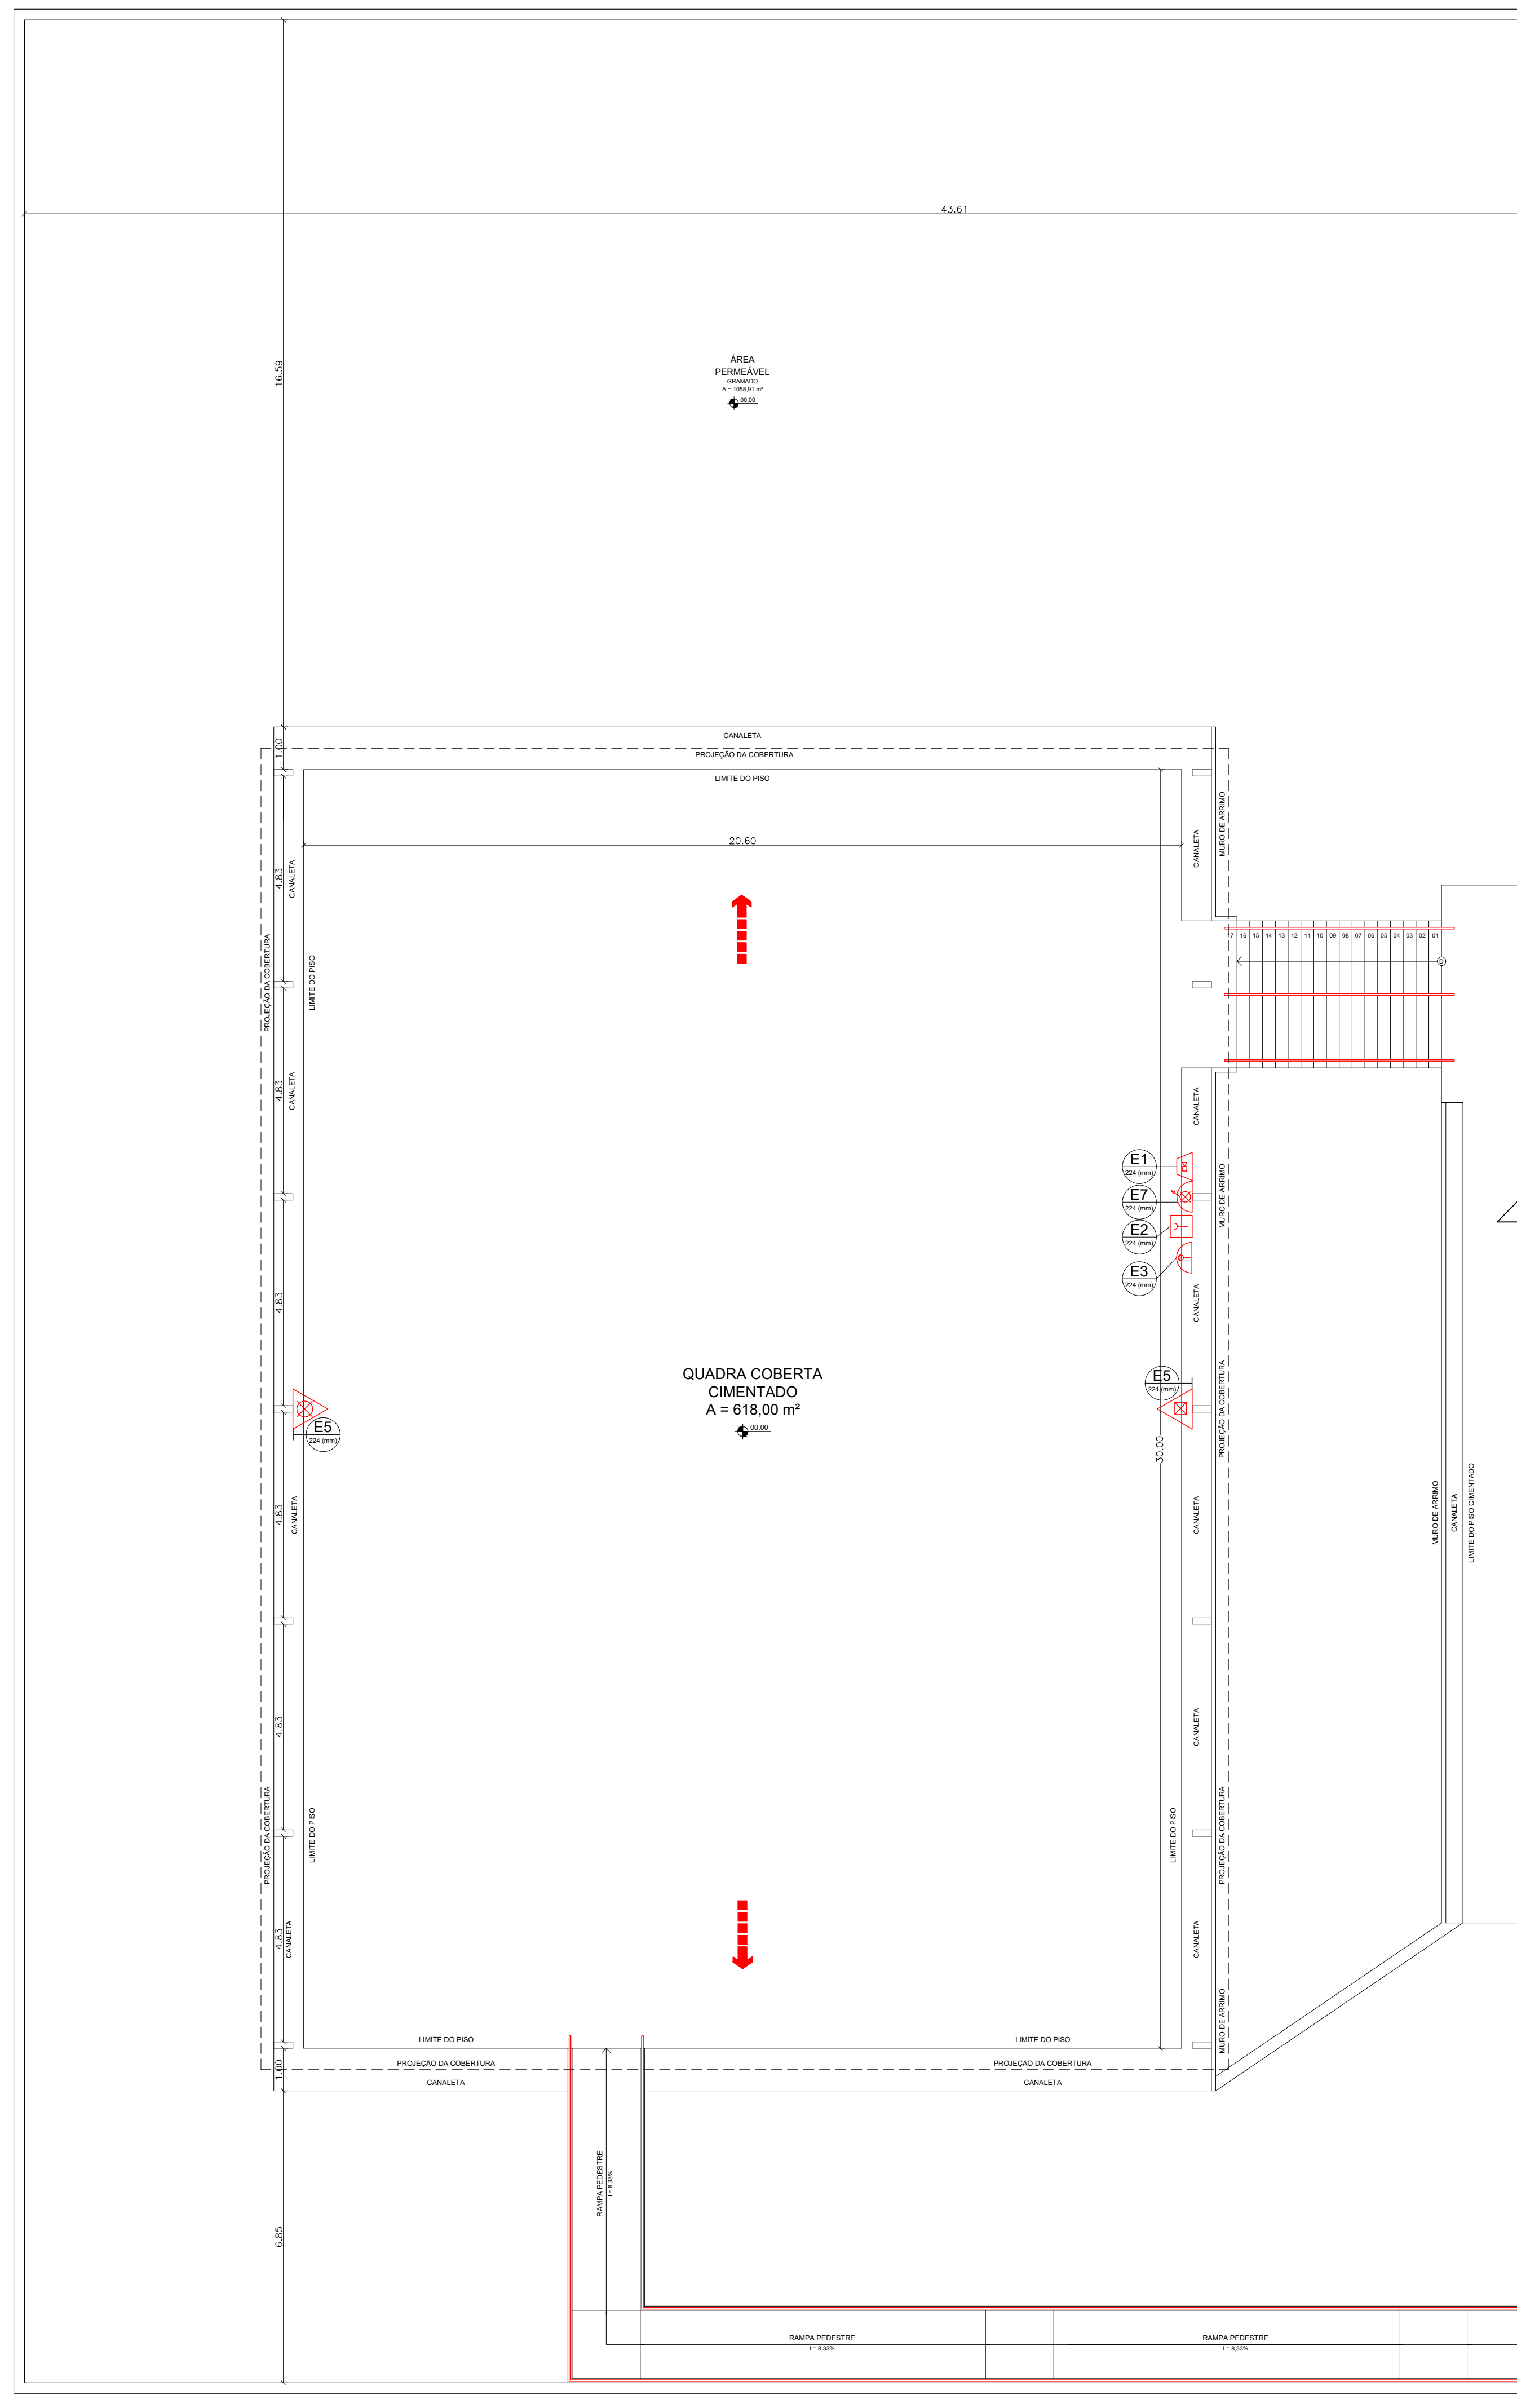 43.61
16.59
ÁREA
PERMEÁVEL
GRAMADO
A = 1058,91 m²
00,00
CANALETA
1.00
PROJEÇÃO DA COBERTURA
LIMITE DO PISO
MURO DE ARRIMO
CANALETA
20.60
4.83
CANALETA
PROJEÇÃO DA COBERTURA
LIMITE DO PISO
17 16 15 14 13 12 11 10 09 08 07 06 05 04 03 02 01
D
4.83
CANALETA
CANALETA
E1
224 (mm)
E7
224 (mm)
E2
224 (mm)
E3
224 (mm)
MURO DE ARRIMO
CANALETA
4.83
QUADRA COBERTA
CIMENTADO
A = 618,00 m²
00,00
E5
224 (mm)
E5
224 (mm)
PROJEÇÃO DA COBERTURA
30.00
4.83
CANALETA
CANALETA
MURO DE ARRIMO
CANALETA
LIMITE DO PISO CIMENTADO
4.83
CANALETA
PROJEÇÃO DA COBERTURA
LIMITE DO PISO
LIMITE DO PISO
PROJEÇÃO DA COBERTURA
4.83
CANALETA
CANALETA
MURO DE ARRIMO
LIMITE DO PISO
LIMITE DO PISO
1.00
PROJEÇÃO DA COBERTURA
PROJEÇÃO DA COBERTURA
CANALETA
CANALETA
RAMPA PEDESTRE
I = 8,33%
6.85
RAMPA PEDESTRE
I = 8,33%
RAMPA PEDESTRE
I = 8,33%